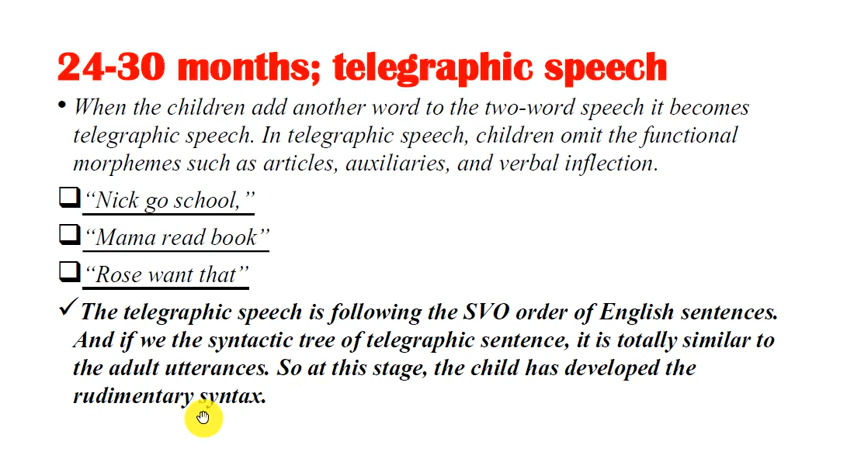 24-30 months; telegraphic speech
• When the children add another word to the two-word speech it becomes
telegraphic speech. In telegraphic speech, children omit the functional
morphemes such as articles, auxiliaries, and verbal inflection.
❑ “Nick go school,”
❑ “Mama read book”
❑ “Rose want that”
✓ The telegraphic speech is following the SVO order of English sentences.
And if we the syntactic tree of telegraphic sentence, it is totally similar to
the adult utterances. So at this stage, the child has developed the
rudimentary syntax.